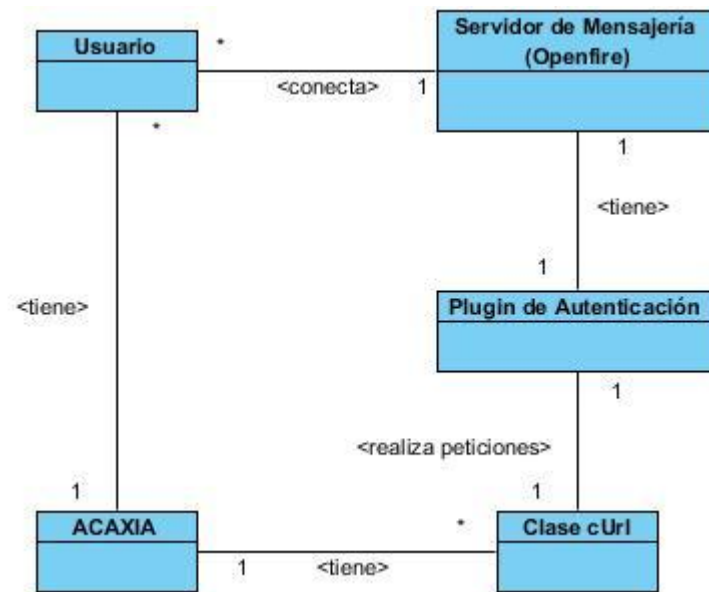 Usuario
*
Servidor de Mensajería
(Openfire)
<conecta>
1
*
1
<tiene>
1
<tiene>
Plugin de Autenticación
1
<realiza peticiones>
1
1
ACAXIA
*
Clase cUrl
1
<tiene>